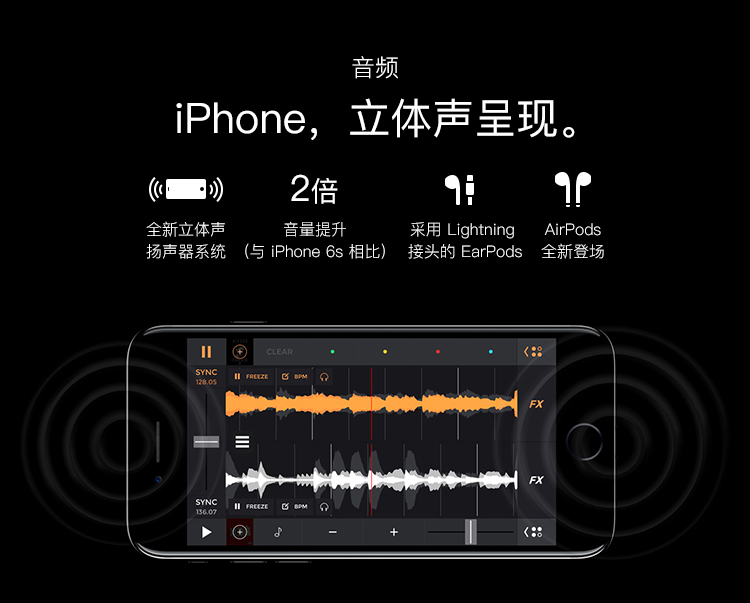 音频
iPhone，立体声呈现。
2倍
全新立体声
扬声器系统
音量提升
（与 iPhone 6s 相比）
采用 Lightning
接头的 EarPods
AirPods
全新登场
CLEAR
SYNC
128.05
FREEZE
BPM
FX
FX
SYNC
136.07
FREEZE
BPM